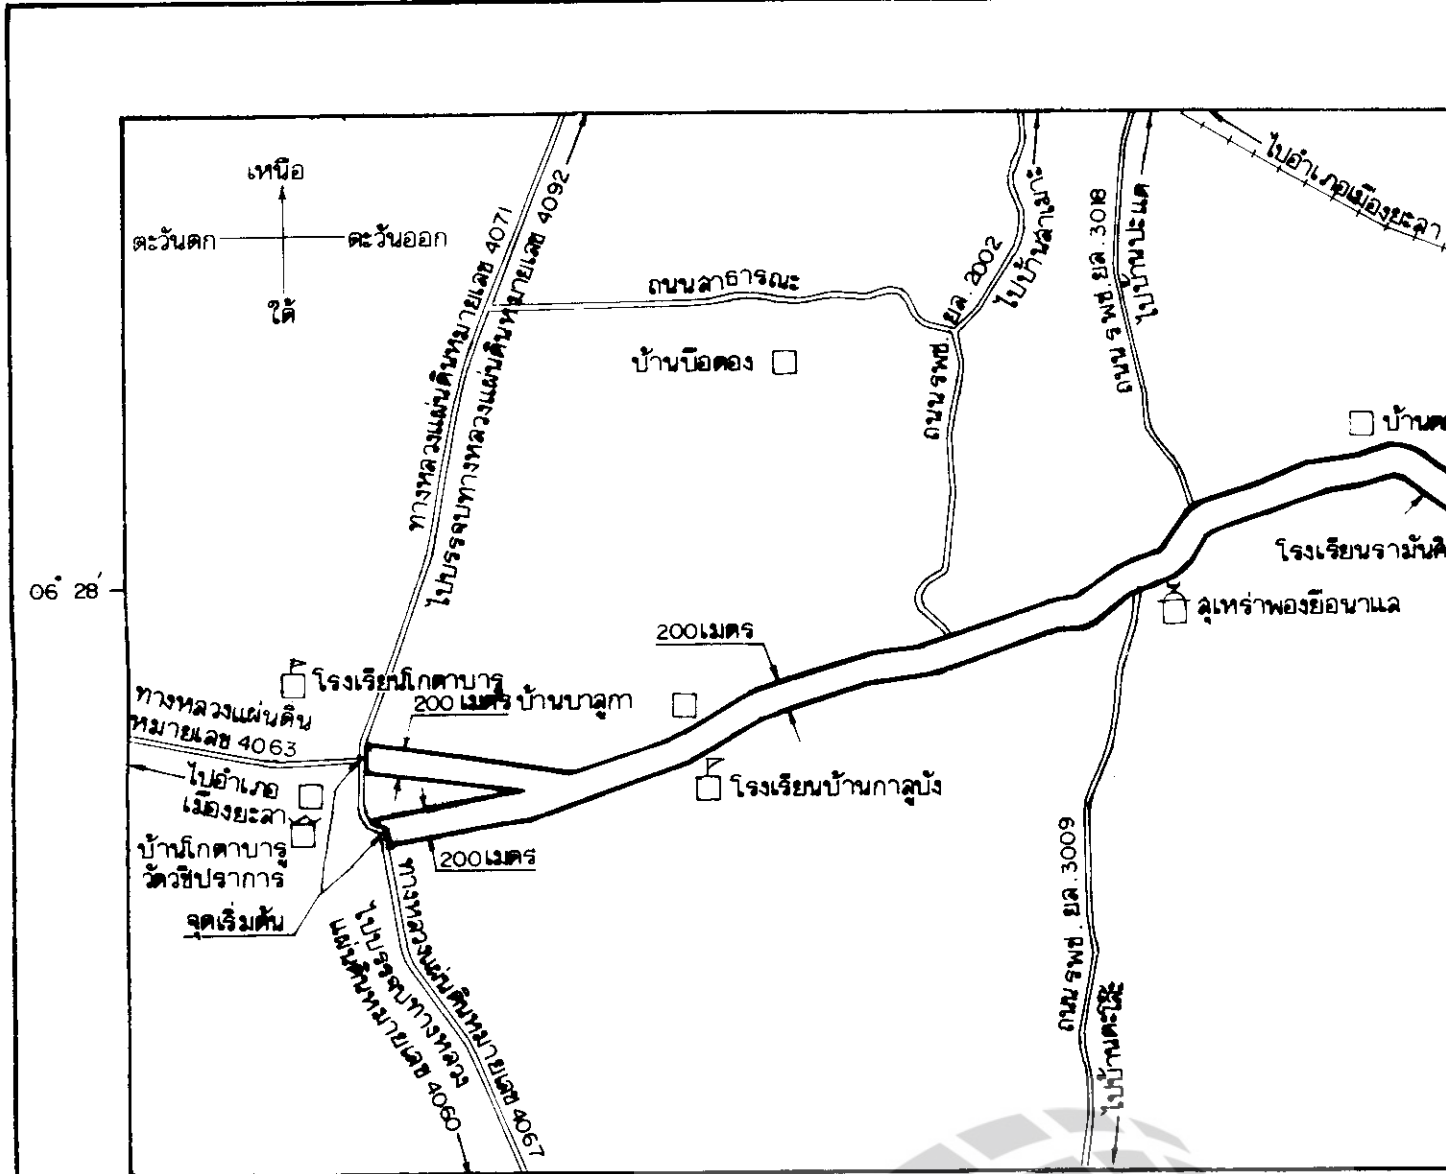 เหนือ
ตะวันตก
ตะวันออก
ใต้
ทางหลวงแผ่นดินหมายเลข 4071
ไปบรรจบทางหลวงแผ่นดินหมายเลข 4092
ถนนสาธารณะ
บ้านบือตอง
ถนน รพช. ยล. 2002
ไปบ้านลาเมาะ
ถนน รพช ยล. 3018
ไปบ้านปะแต
ไปอำเภอเมืองยะลา
06° 28'
โรงเรียนรามันศิ
ลุเหร่าพองยือนาแล
200 เมตร
โรงเรียนโกตาบารู
200 เมตร
บ้านบาลูกา
ทางหลวงแผ่นดิน
หมายเลข 4063
ไปอำเภอ
เมืองยะลา
โรงเรียนบ้านกาลูบัง
บ้านโกตาบารู
วัดวชิปราการ
200 เมตร
จุดเริ่มต้น
ทางหลวงแผ่นดินหมายเลข 4067
ไปบรรจบทางหลวง
แผ่นดินหมายเลข 4060
ถนน รพช. ยล. 3009
ไปบ้านตะโล๊ะ